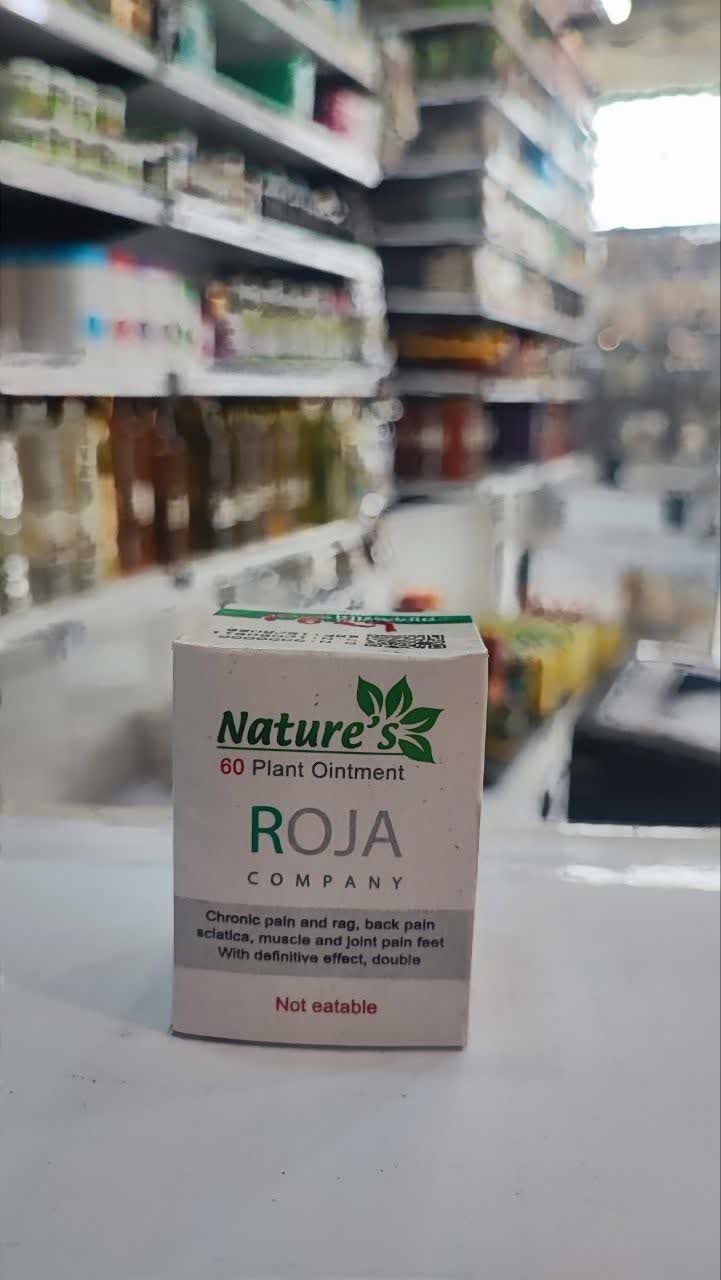 Nature's
60 Plant Ointment
ROJA
COMPANY
Chronic pain and rag, back pain
sciatica, muscle and joint pain feet
With definitive effect, double
Not eatable